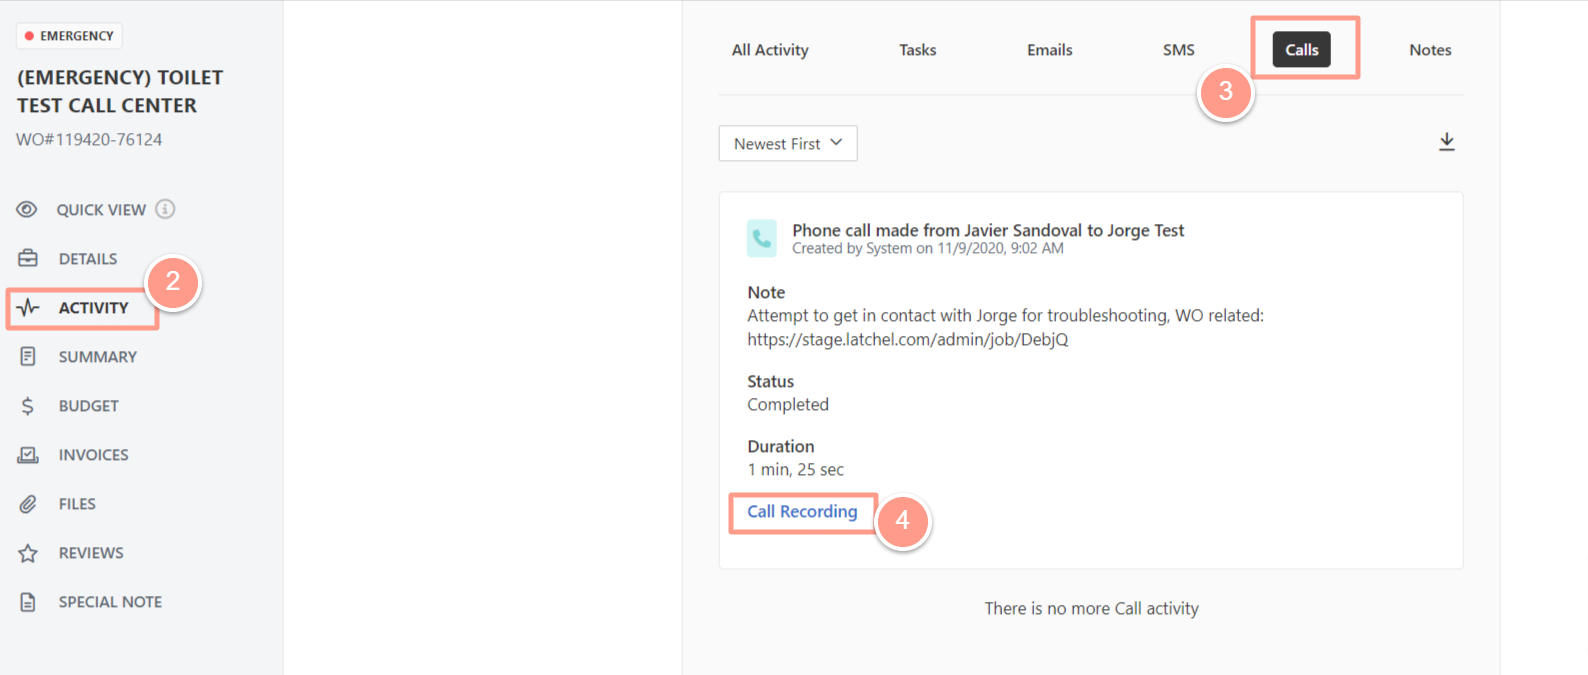 EMERGENCY
(EMERGENCY) TOILET
TEST CALL CENTER
WO#119420-76124
QUICK VIEW i
DETAILS
2
ACTIVITY
SUMMARY
BUDGET
INVOICES
FILES
REVIEWS
SPECIAL NOTE
All Activity Tasks Emails SMS Calls Notes
3
Newest First
Phone call made from Javier Sandoval to Jorge Test
Created by System on 11/9/2020, 9:02 AM
Note
Attempt to get in contact with Jorge for troubleshooting, WO related:
https://stage.latchel.com/admin/job/DebjQ
Status
Completed
Duration
1 min, 25 sec
Call Recording
4
There is no more Call activity